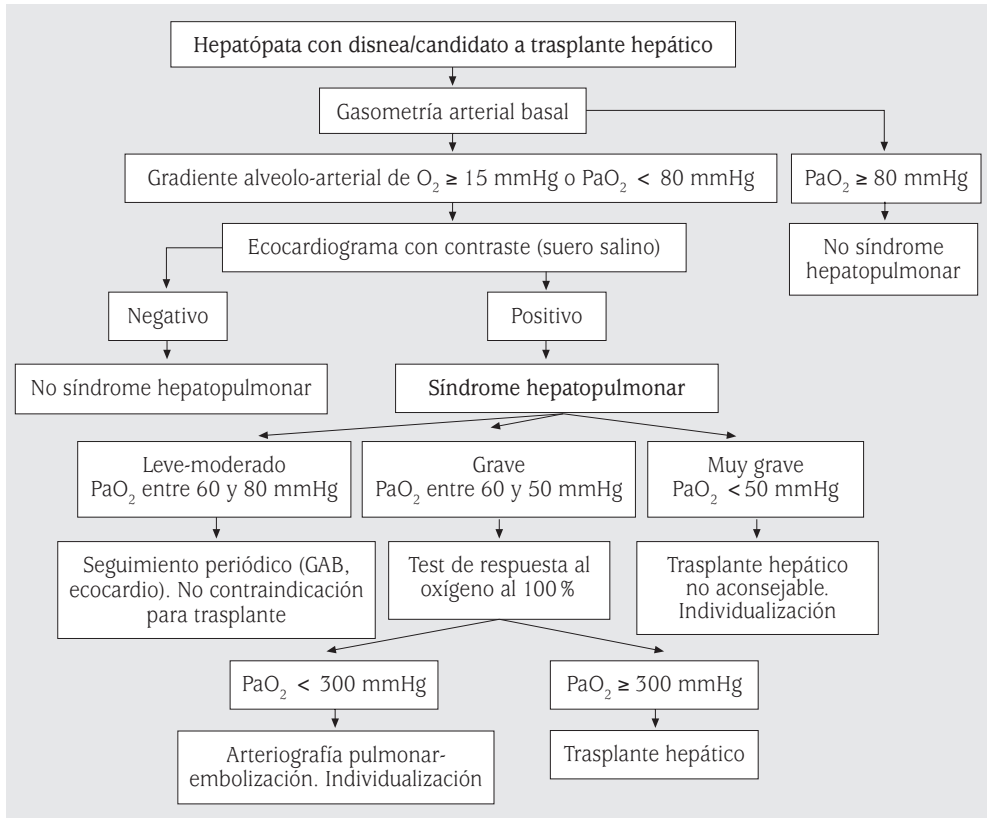 Hepatópata con disnea/candidato a trasplante hepático
Gasometría arterial basal
Gradiente alveolo-arterial de O₂ ≥ 15 mmHg o PaO₂ < 80 mmHg
PaO₂ ≥ 80 mmHg
Ecocardiograma con contraste (suero salino)
No síndrome
hepatopulmonar
Negativo
Positivo
No síndrome hepatopulmonar
Síndrome hepatopulmonar
Leve-moderado
PaO₂ entre 60 y 80 mmHg
Grave
PaO₂ entre 60 y 50 mmHg
Muy grave
PaO₂ < 50 mmHg
Seguimiento periódico (GAB,
ecocardio). No contraindicación
para trasplante
Test de respuesta al
oxígeno al 100 %
Trasplante hepático
no aconsejable.
Individualización
PaO₂ < 300 mmHg
PaO₂ ≥ 300 mmHg
Arteriografía pulmonar-
embolización. Individualización
Trasplante hepático